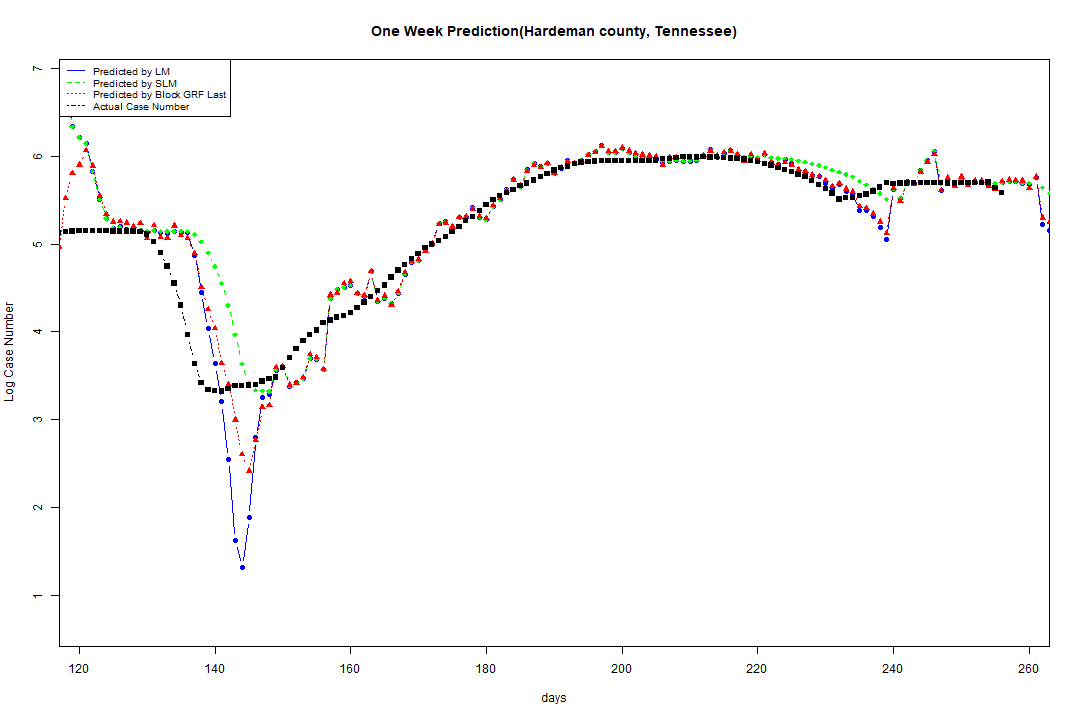 One Week Prediction(Hardeman county, Tennessee)
Predicted by LM
Predicted by SLM
Predicted by Block GRF Last
Actual Case Number
7
6
5
4
3
2
1
Log Case Number
120 140 160 180 200 220 240 260
days